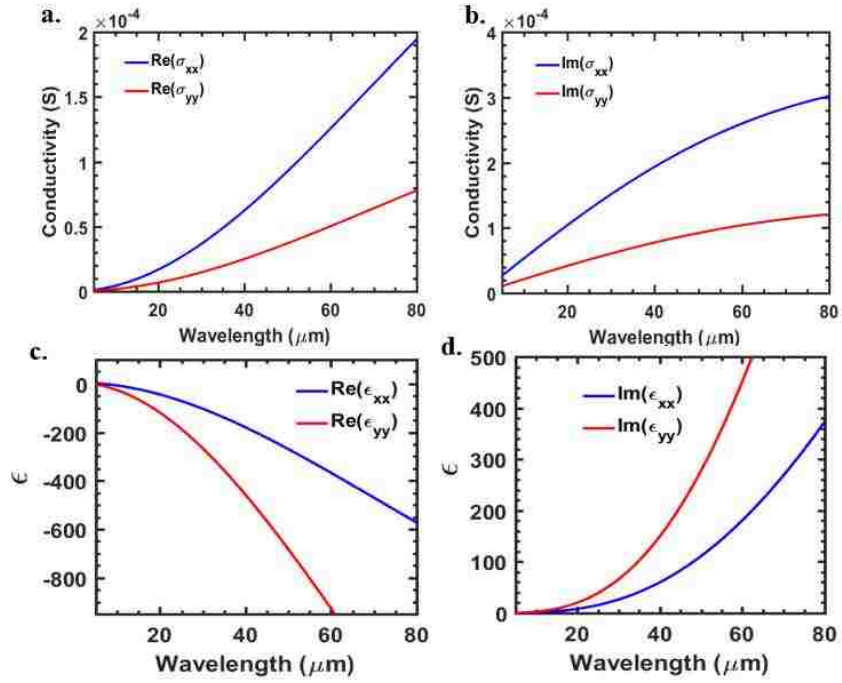 a.
×10⁻⁴
2
1.5
1
0.5
0
Conductivity (S)
Re(σxx)
Re(σyy)
20 40 60 80
Wavelength (μm)
b.
×10⁻⁴
4
3
2
1
0
Conductivity (S)
Im(σxx)
Im(σyy)
20 40 60 80
Wavelength (μm)
c.
0
-200
-400
-600
-800
ϵ
Re(ϵxx)
Re(ϵyy)
20 40 60 80
Wavelength (μm)
d.
500
400
300
200
100
0
ϵ
Im(ϵxx)
Im(ϵyy)
20 40 60 80
Wavelength (μm)